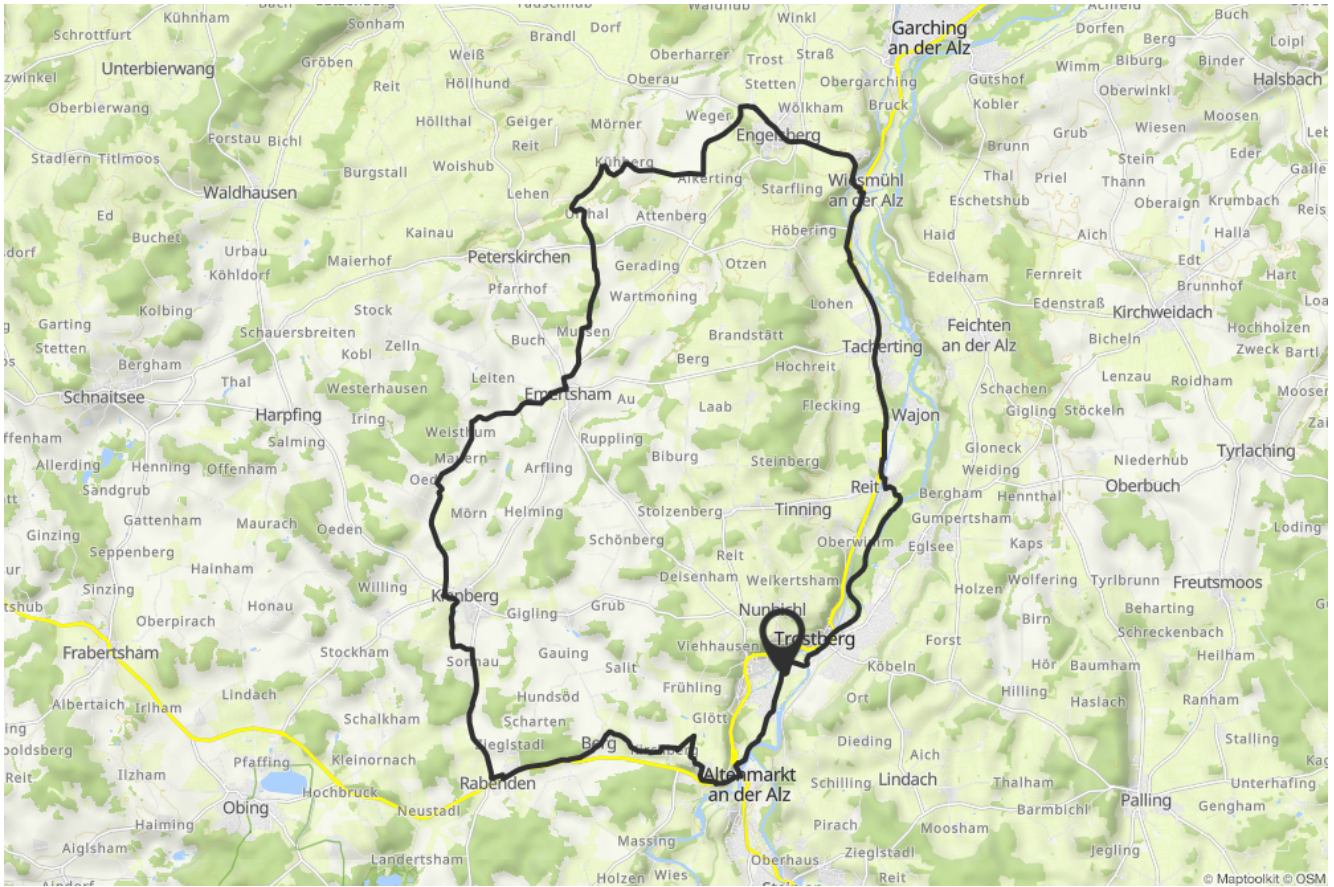 Kühnham
Sonham
Dorf
Winkl
Schrottfurt
Brandl
Garching
an der Alz
Dorfen
Buch
Gröben
Weiß
Oberharrer
Trost
Straß
Berg
Loipl
Unterbierwang
Reit
Höllhund
Oberau
Stetten
Obergarching
Gutshof
Wimm
Biburg
Binder
Halsbach
Oberbierwang
Höllthal
Geiger
Mörner
Weger
Wölkham
Bruck
Kobler
Oberwinkl
Moosen
Forstau
Bichl
Reit
Engelsberg
Grub
Wiesen
Stadlern
Titlmoos
Burgstall
Woishub
Kühberg
Brunn
Stein
Eder
Waldhausen
Lehen
Alkerting
Starfling
Wiesmühl
an der Alz
Thal
Priel
Thann
Oberaign
Krumbach
Ed
Unthal
Attenberg
Eschetshub
Buchet
Kainau
Höbering
Haid
Aich
Halla
Urbau
Maierhof
Peterskirchen
Gerading
Otzen
Edt
Köhldorf
Pfarrhof
Wartmoning
Edelham
Fernreit
Brunnhof
Hart
Kolbing
Stock
Lohen
Edenstraß
Kirchweidach
Garting
Schauersbreiten
Mussen
Brandstätt
Feichten
an der Alz
Hochholzen
Stetten
Zelln
Buch
Tacherting
Bicheln
Zweck
Bartl
Bergham
Kobl
Berg
Hochreit
Thal
Leiten
Lenzau
Roidham
Schnaitsee
Westerhausen
Emertsham
Au
Schachen
Harpfing
Iring
Laab
Flecking
Wajon
Gigling
Stöckeln
Salming
Weisthum
Ruppling
Gloneck
Tyrlaching
Allerding
Henning
Offenham
Mauern
Arfling
Biburg
Steinberg
Weiding
Niederhub
Sandgrub
Oed
Reit
Bergham
Hennthal
Oberbuch
Gattenham
Maurach
Oeden
Mörn
Helming
Stolzenberg
Tinning
Gumpertsham
Loding
Ginzing
Seppenberg
Schönberg
Oberwimm
Eglsee
Kaps
Hainham
Reit
Sinzing
Willing
Deisenham
Weikertsham
Holzen
Wolfering
Tyrlbrunn
Freutsmoos
Honau
Kienberg
Gigling
Grub
Nunbichl
Beharting
Oberpirach
Trostberg
Birn
Schreckenbach
Frabertsham
Stockham
Sonnau
Gauing
Viehhausen
Forst
Heilham
Salit
Köbeln
Hör
Baumham
Albertaich
Irlham
Lindach
Hundsöd
Frühling
Ort
Hilling
Haslach
Ranham
Schalkham
Scharten
Glött
Dieding
Stalling
Zieglstadl
Berg
Kirchberg
Aich
Reit
Ilzham
Pfaffing
Kleinornach
Rabenden
Altenmarkt
an der Alz
Schilling
Lindach
Thalham
Unterhafing
Obing
Hochbruck
Neustadl
Barmbichl
Palling
Gengham
Haiming
Massing
Pirach
Moosham
Aiglsham
Landertsham
Holzen
Wies
Oberhaus
Zieglstadl
Reit
Jegling
© Maptoolkit © OSM